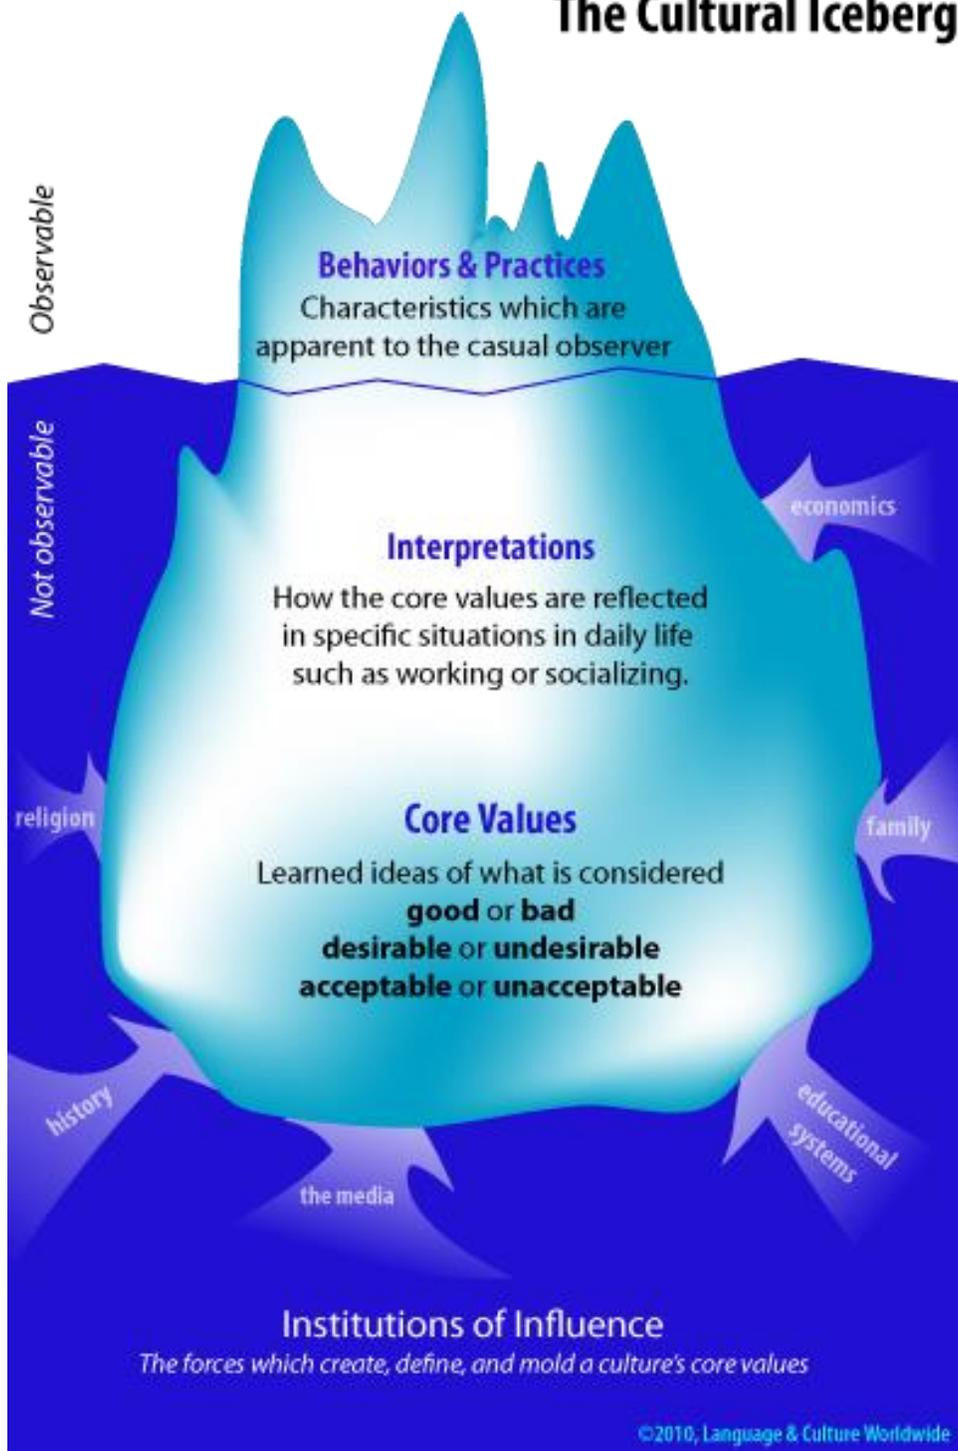 The Cultural Iceberg
Observable
Behaviors & Practices
Characteristics which are
apparent to the casual observer
Not observable
economics
Interpretations
How the core values are reflected
in specific situations in daily life
such as working or socializing.
religion
family
Core Values
Learned ideas of what is considered
good or bad
desirable or undesirable
acceptable or unacceptable
history
educational
systems
the media
Institutions of Influence
The forces which create, define, and mold a culture's core values
©2010, Language & Culture Worldwide